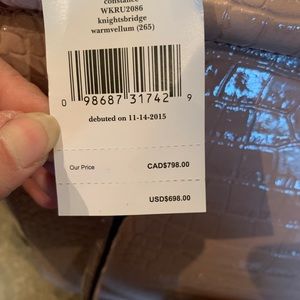 constance
WKRU2086
knightsbridge
warmvellum (265)
0 98687 31742 9
debuted on 11-14-2015
Our Price CAD$798.00
USD$698.00